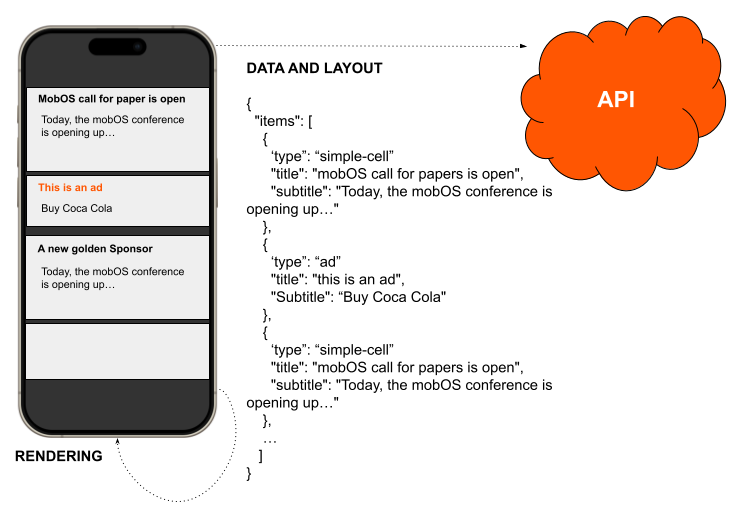 MobOS call for paper is open
Today, the mobOS conference
is opening up…
This is an ad
Buy Coca Cola
A new golden Sponsor
Today, the mobOS conference
is opening up…
RENDERING
DATA AND LAYOUT
{
"items": [
{
‘type”: “simple-cell”
"title": "mobOS call for papers is open",
"subtitle": "Today, the mobOS conference is
opening up…"
},
{
‘type”: “ad”
"title": "this is an ad",
"Subtitle": “Buy Coca Cola"
},
{
‘type”: “simple-cell”
"title": "mobOS call for papers is open",
"subtitle": "Today, the mobOS conference is
opening up…"
},
…
]
}
API